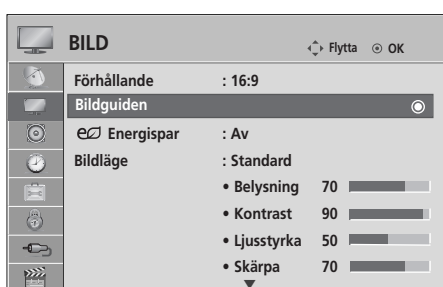 BILD
Flytta OK
Förhållande : 16:9
Bildguiden
Energispar : Av
Bildläge : Standard
• Belysning 70
• Kontrast 90
• Ljusstyrka 50
• Skärpa 70